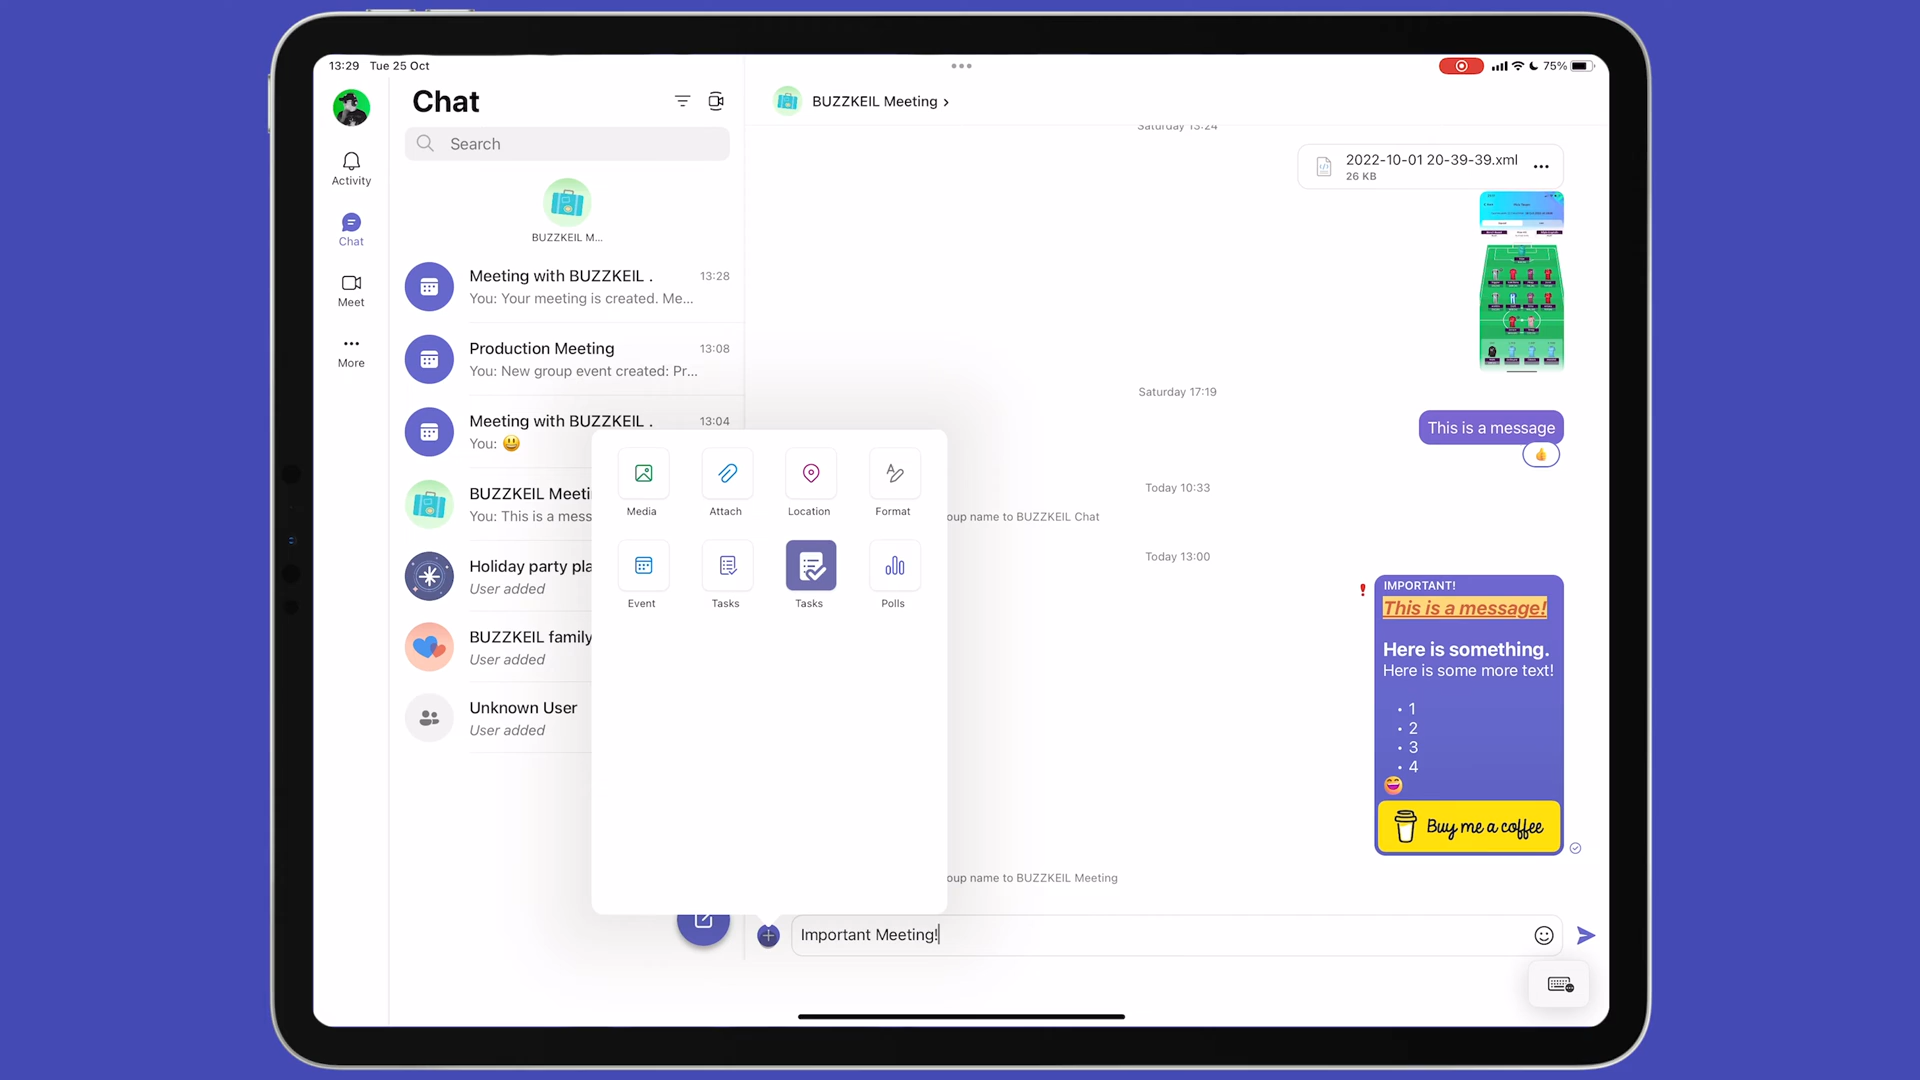 13:29 Tue 25 Oct
75%
Activity
Chat
Meet
More
Chat
Search
BUZZKEIL M...
Meeting with BUZZKEIL .
13:28
You: Your meeting is created. Me...
Production Meeting
13:08
You: New group event created: Pr...
Meeting with BUZZKEIL .
13:04
You: 😃
BUZZKEIL Meeti
You: This is a mess
Holiday party pla
User added
BUZZKEIL family
User added
Unknown User
User added
Media
Attach
Location
Format
Event
Tasks
Tasks
Polls
BUZZKEIL Meeting ›
Saturday 13:24
2022-10-01 20-39-39.xml
26 KB
Saturday 17:19
This is a message
👍
Today 10:33
oup name to BUZZKEIL Chat
Today 13:00
IMPORTANT!
This is a message!
Here is something.
Here is some more text!
• 1
• 2
• 3
• 4
😄
Buy me a coffee
oup name to BUZZKEIL Meeting
Important Meeting!